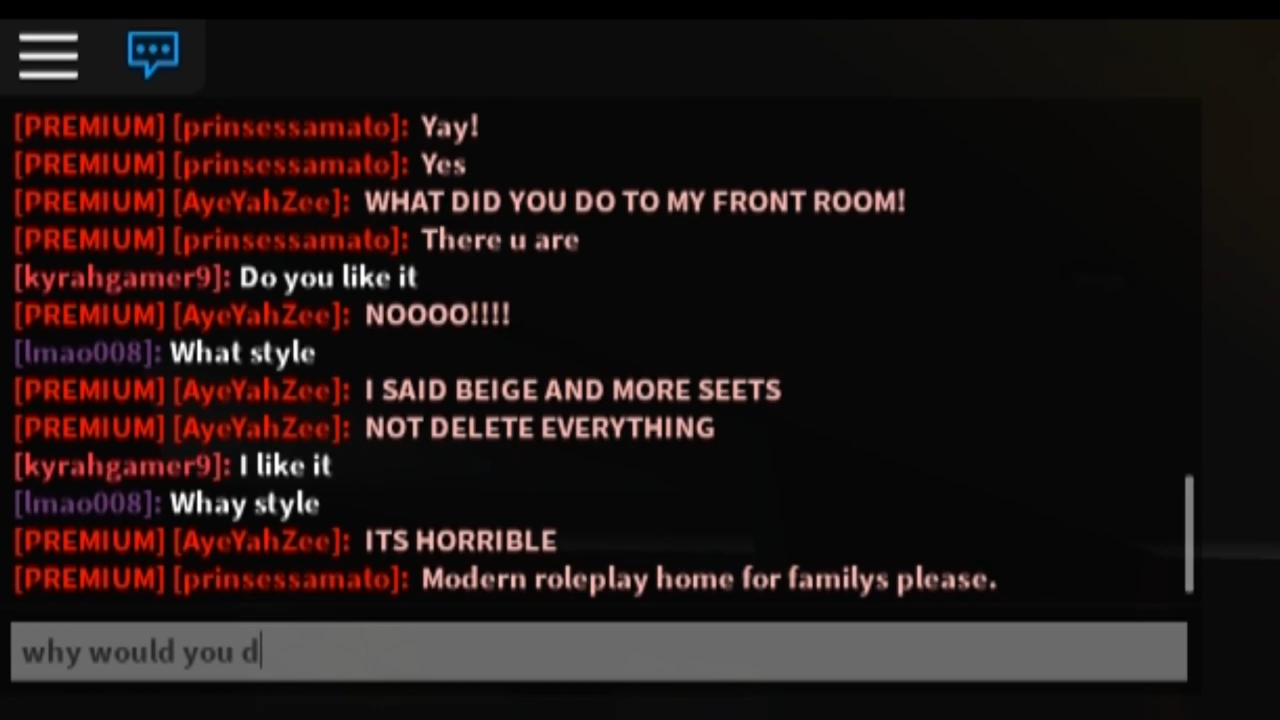 [PREMIUM] [prinsessamato]: Yay!
[PREMIUM] [prinsessamato]: Yes
[PREMIUM] [AyeYahZee]: WHAT DID YOU DO TO MY FRONT ROOM!
[PREMIUM] [prinsessamato]: There u are
[kyrahgamer9]: Do you like it
[PREMIUM] [AyeYahZee]: NOOOO!!!!
[lmao008]: What style
[PREMIUM] [AyeYahZee]: I SAID BEIGE AND MORE SEETS
[PREMIUM] [AyeYahZee]: NOT DELETE EVERYTHING
[kyrahgamer9]: I like it
[lmao008]: Whay style
[PREMIUM] [AyeYahZee]: ITS HORRIBLE
[PREMIUM] [prinsessamato]: Modern roleplay home for familys please.
why would you d